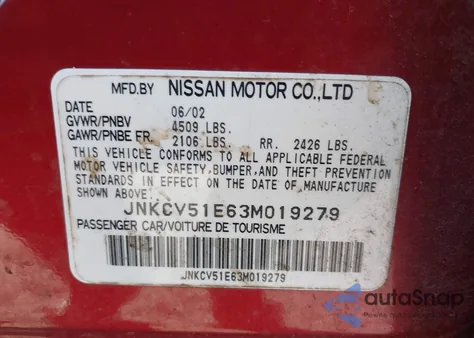 MFD.BY NISSAN MOTOR CO.,LTD
DATE 06/02
GVWR/PNBV 4509 LBS.
GAWR/PNBE FR. 2106 LBS. RR. 2426 LBS.
THIS VEHICLE CONFORMS TO ALL APPLICABLE FEDERAL
MOTOR VEHICLE SAFETY,BUMPER,AND THEFT PREVENTION
STANDARDS IN EFFECT ON THE DATE OF MANUFACTURE
SHOWN ABOVE.
JNKCV51E63M019279
PASSENGER CAR/VOITURE DE TOURISME
JNKCV51E63M019279
autoSnap